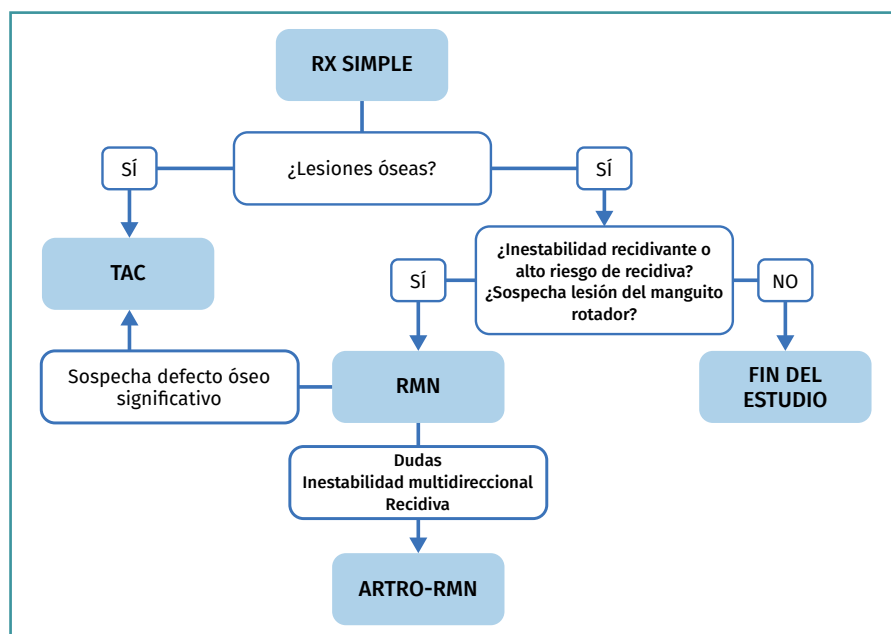 RX SIMPLE
SÍ
¿Lesiones óseas?
SÍ
TAC
SÍ
¿Inestabilidad recidivante o
alto riesgo de recidiva?
¿Sospecha lesión del manguito
rotador?
NO
Sospecha defecto óseo
significativo
RMN
FIN DEL
ESTUDIO
Dudas
Inestabilidad multidireccional
Recidiva
ARTRO-RMN